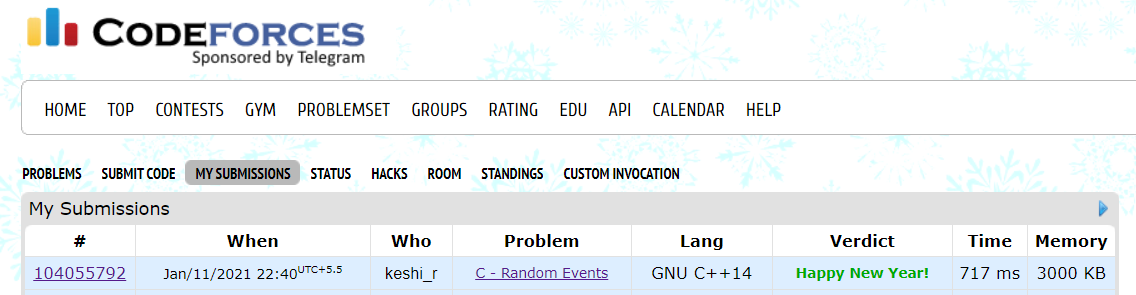 CODEFORCES
Sponsored by Telegram
HOME TOP CONTESTS GYM PROBLEMSET GROUPS RATING EDU API CALENDAR HELP
PROBLEMS SUBMIT CODE MY SUBMISSIONS STATUS HACKS ROOM STANDINGS CUSTOM INVOCATION
My Submissions
# When Who Problem Lang Verdict Time Memory
104055792 Jan/11/2021 22:40UTC+5.5 keshi_r C - Random Events GNU C++14 Happy New Year! 717 ms 3000 KB